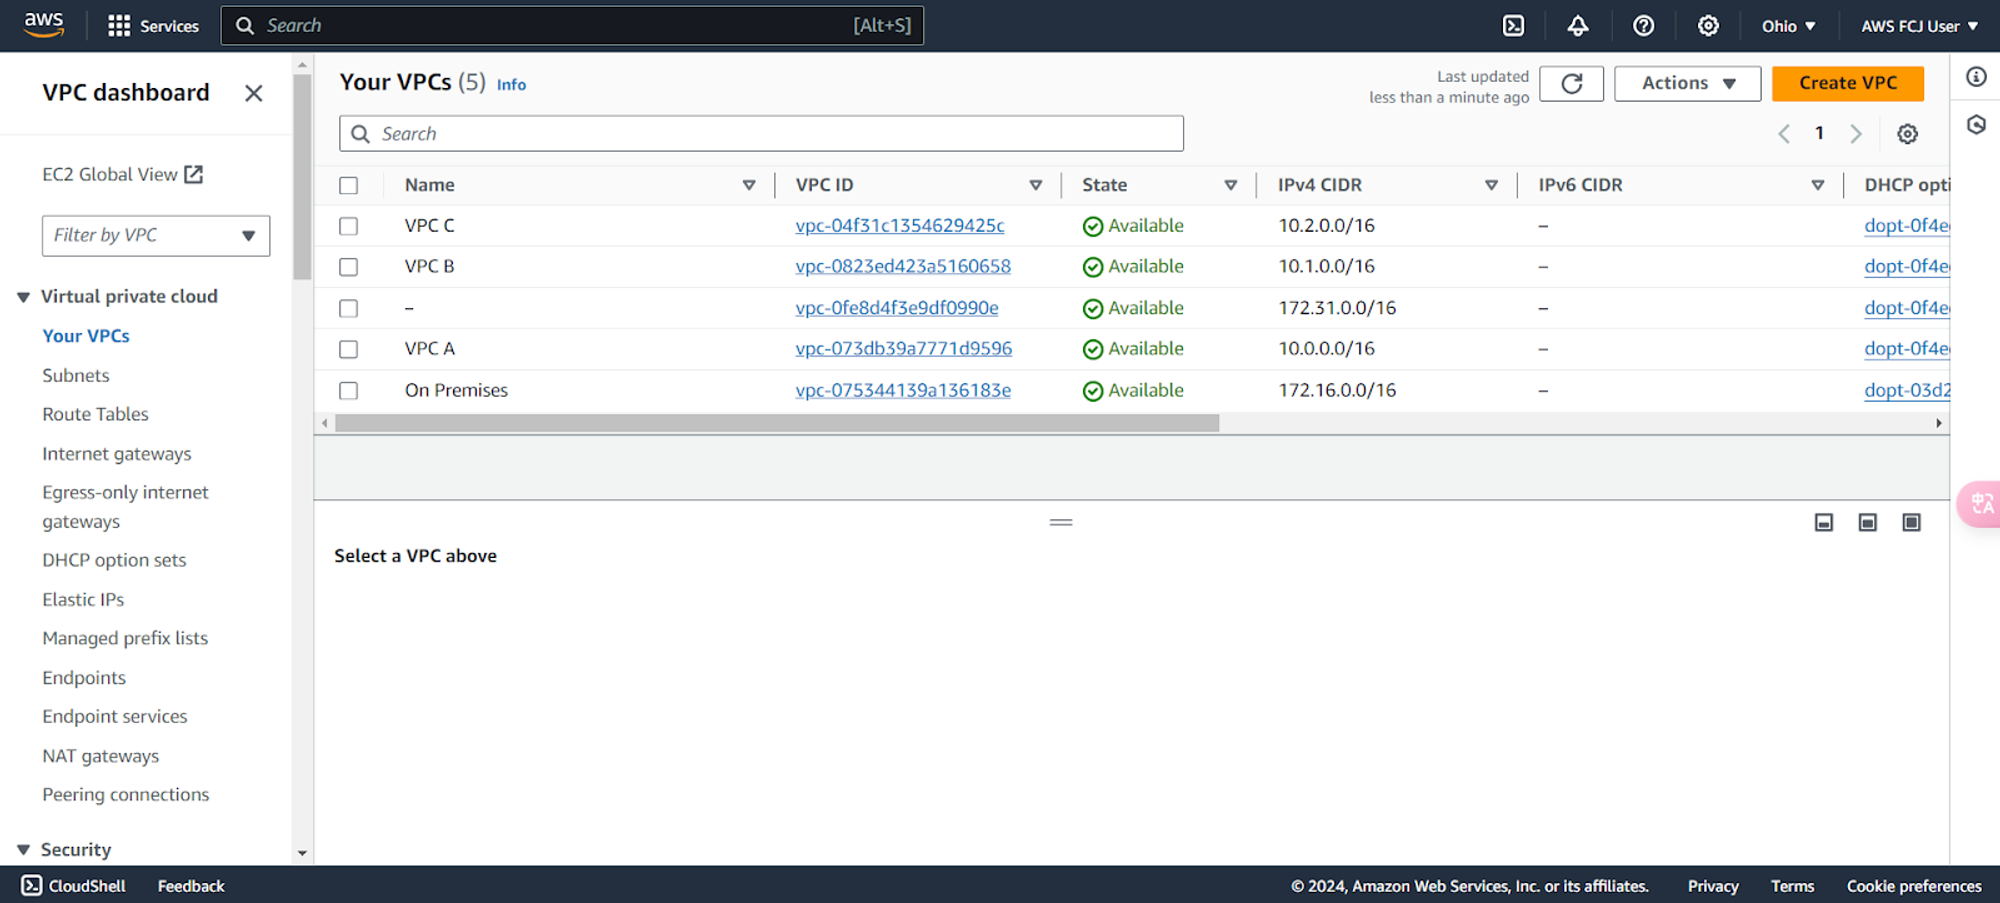 aws Services Search [Alt+S] Ohio AWS FCJ User
VPC dashboard
EC2 Global View
Filter by VPC
Virtual private cloud
Your VPCs
Subnets
Route Tables
Internet gateways
Egress-only internet
gateways
DHCP option sets
Elastic IPs
Managed prefix lists
Endpoints
Endpoint services
NAT gateways
Peering connections
Security
Your VPCs (5) Info
Last updated
less than a minute ago
Actions
Create VPC
Search
1
Name VPC ID State IPv4 CIDR IPv6 CIDR DHCP opti
VPC C vpc-04f31c1354629425c Available 10.2.0.0/16 – dopt-0f4e
VPC B vpc-0823ed423a5160658 Available 10.1.0.0/16 – dopt-0f4e
– vpc-0fe8d4f3e9df0990e Available 172.31.0.0/16 – dopt-0f4e
VPC A vpc-073db39a7771d9596 Available 10.0.0.0/16 – dopt-0f4e
On Premises vpc-075344139a136183e Available 172.16.0.0/16 – dopt-03d2
中A
Select a VPC above
CloudShell Feedback © 2024, Amazon Web Services, Inc. or its affiliates. Privacy Terms Cookie preferences